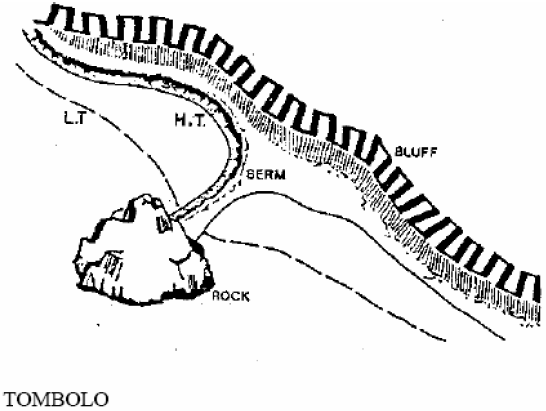 L.T
H.T.
BLUFF
BERM
ROCK
TOMBOLO